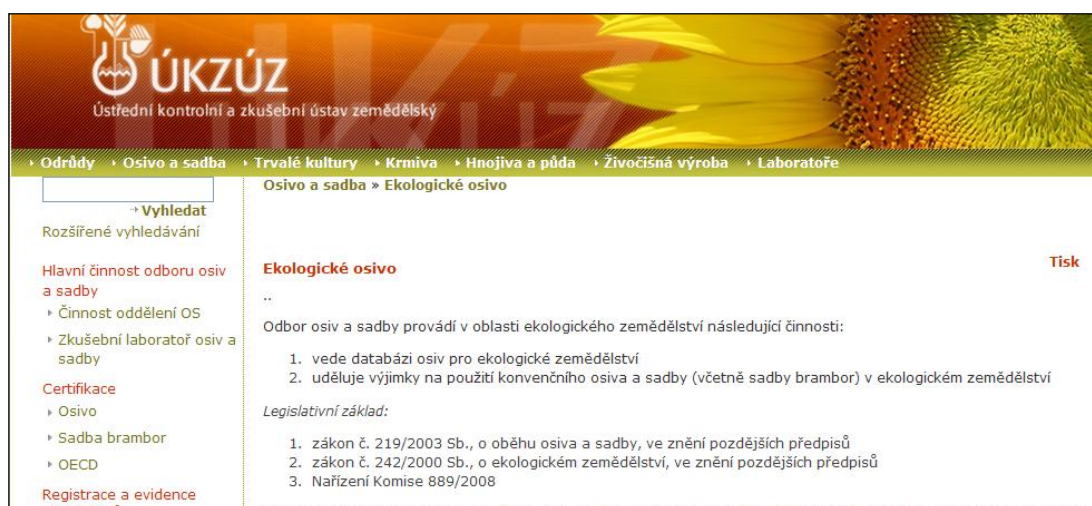 ÚKZÚZ
Ústřední kontrolní a zkušební ústav zemědělský
Odrůdy Osivo a sadba Trvalé kultury Krmiva Hnojiva a půda Živočišná výroba Laboratoře
Vyhledat
Rozšířené vyhledávání
Hlavní činnost odboru osiv
a sadby
Činnost oddělení OS
Zkušební laboratoř osiv a
sadby
Certifikace
Osivo
Sadba brambor
OECD
Registrace a evidence
Osivo a sadba » Ekologické osivo
Tisk
Ekologické osivo
..
Odbor osiv a sadby provádí v oblasti ekologického zemědělství následující činnosti:
1. vede databázi osiv pro ekologické zemědělství
2. uděluje výjimky na použití konvenčního osiva a sadby (včetně sadby brambor) v ekologickém zemědělství
Legislativní základ:
1. zákon č. 219/2003 Sb., o oběhu osiva a sadby, ve znění pozdějších předpisů
2. zákon č. 242/2000 Sb., o ekologickém zemědělství, ve znění pozdějších předpisů
3. Nařízení Komise 889/2008